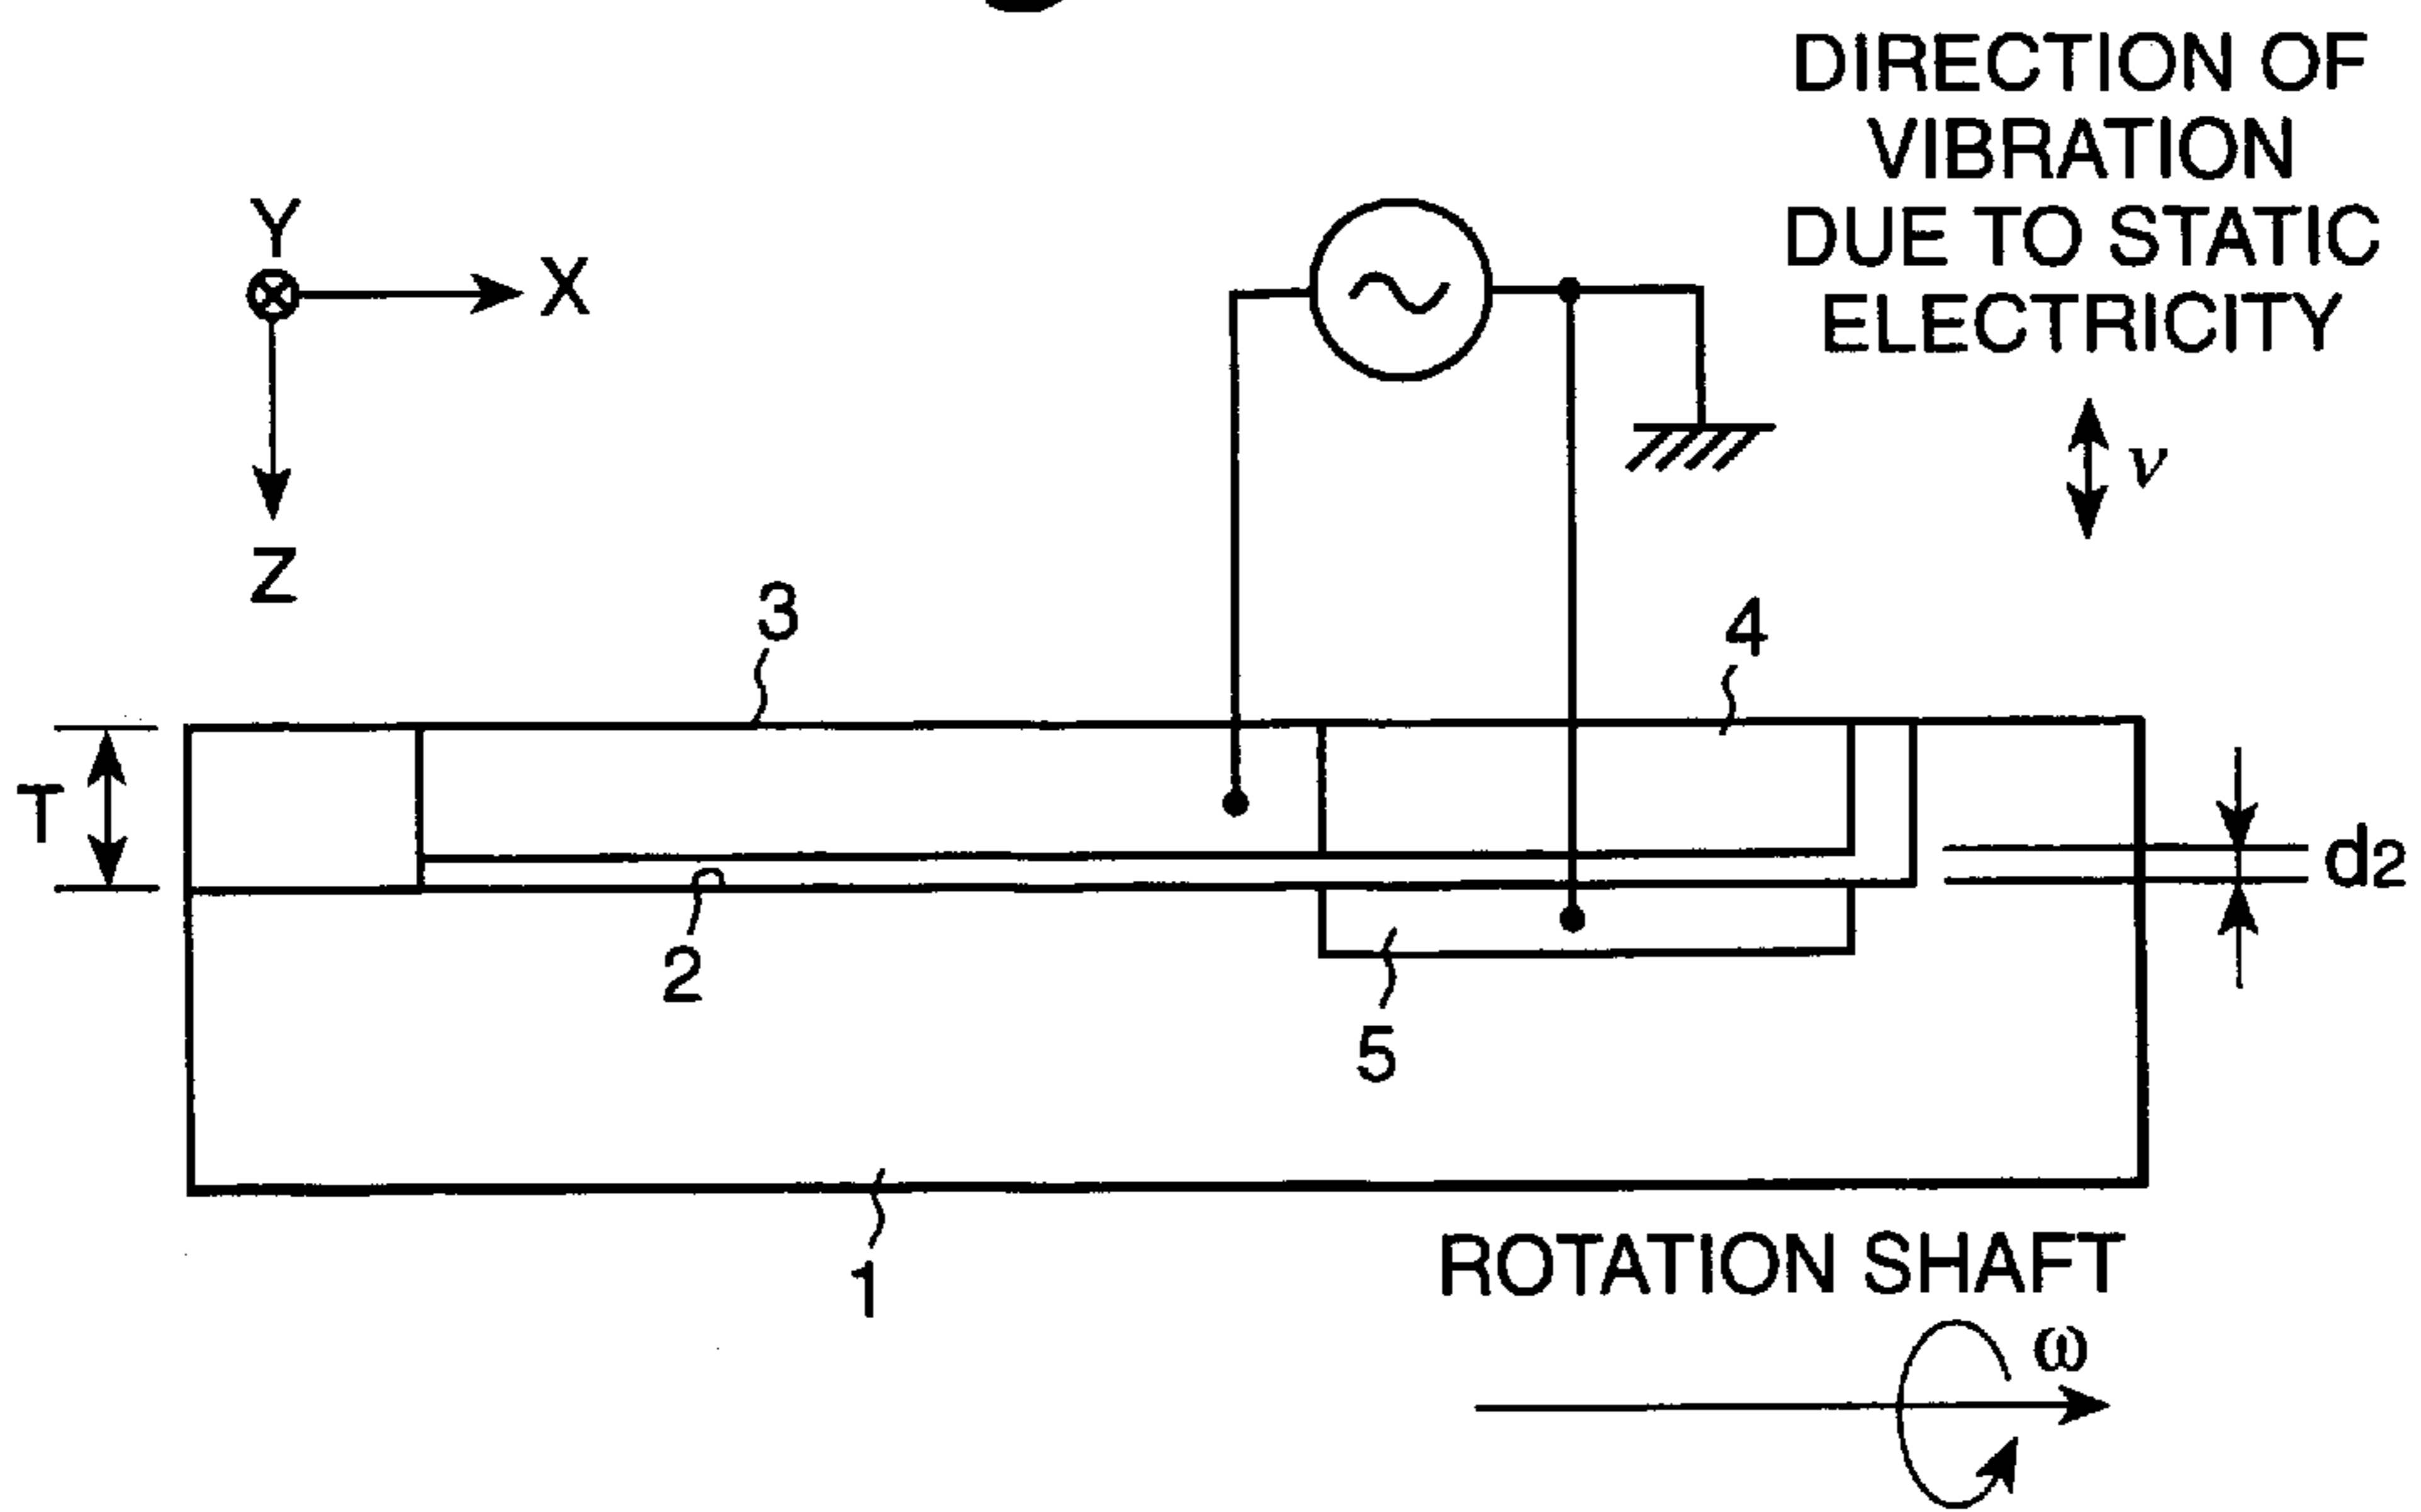 DIRECTION OF
VIBRATION
DUE TO STATIC
ELECTRICITY
Y
X
Z
ν
3
4
T
d2
2
5
1
ROTATION SHAFT
ω